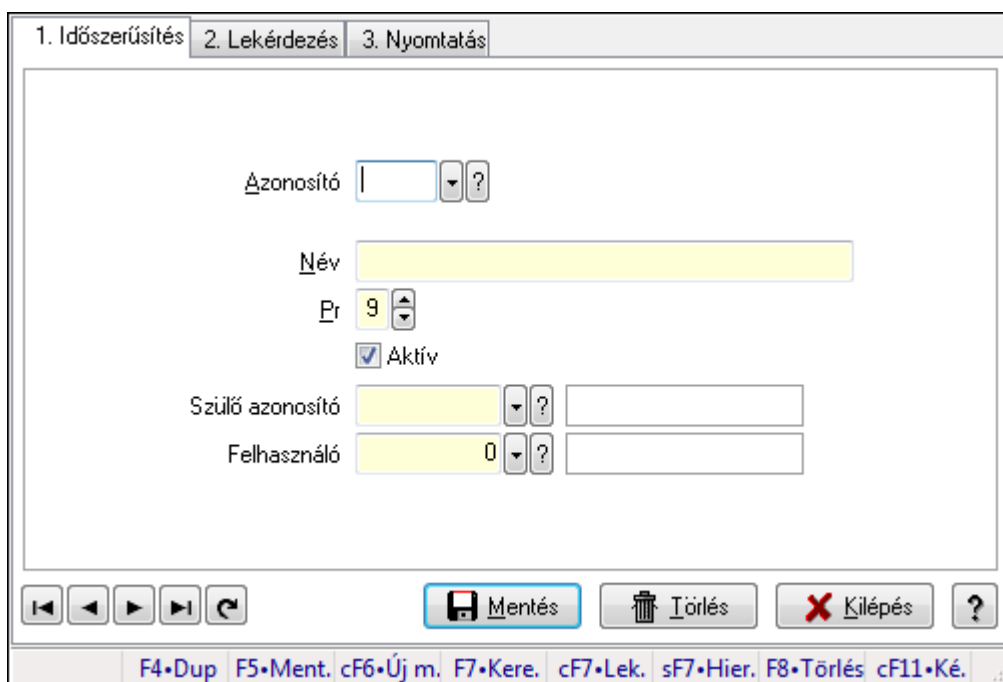 1. Időszerűsítés 2. Lekérdezés 3. Nyomtatás
Azonosító ?
Név
Pr 9
Aktív
Szülő azonosító ?
Felhasználó 0 ?
Mentés Törlés Kilépés ?
F4•Dup F5•Ment. cF6•Új m. F7•Kere. cF7•Lek. sF7•Hier. F8•Törlés cF11•Ké.